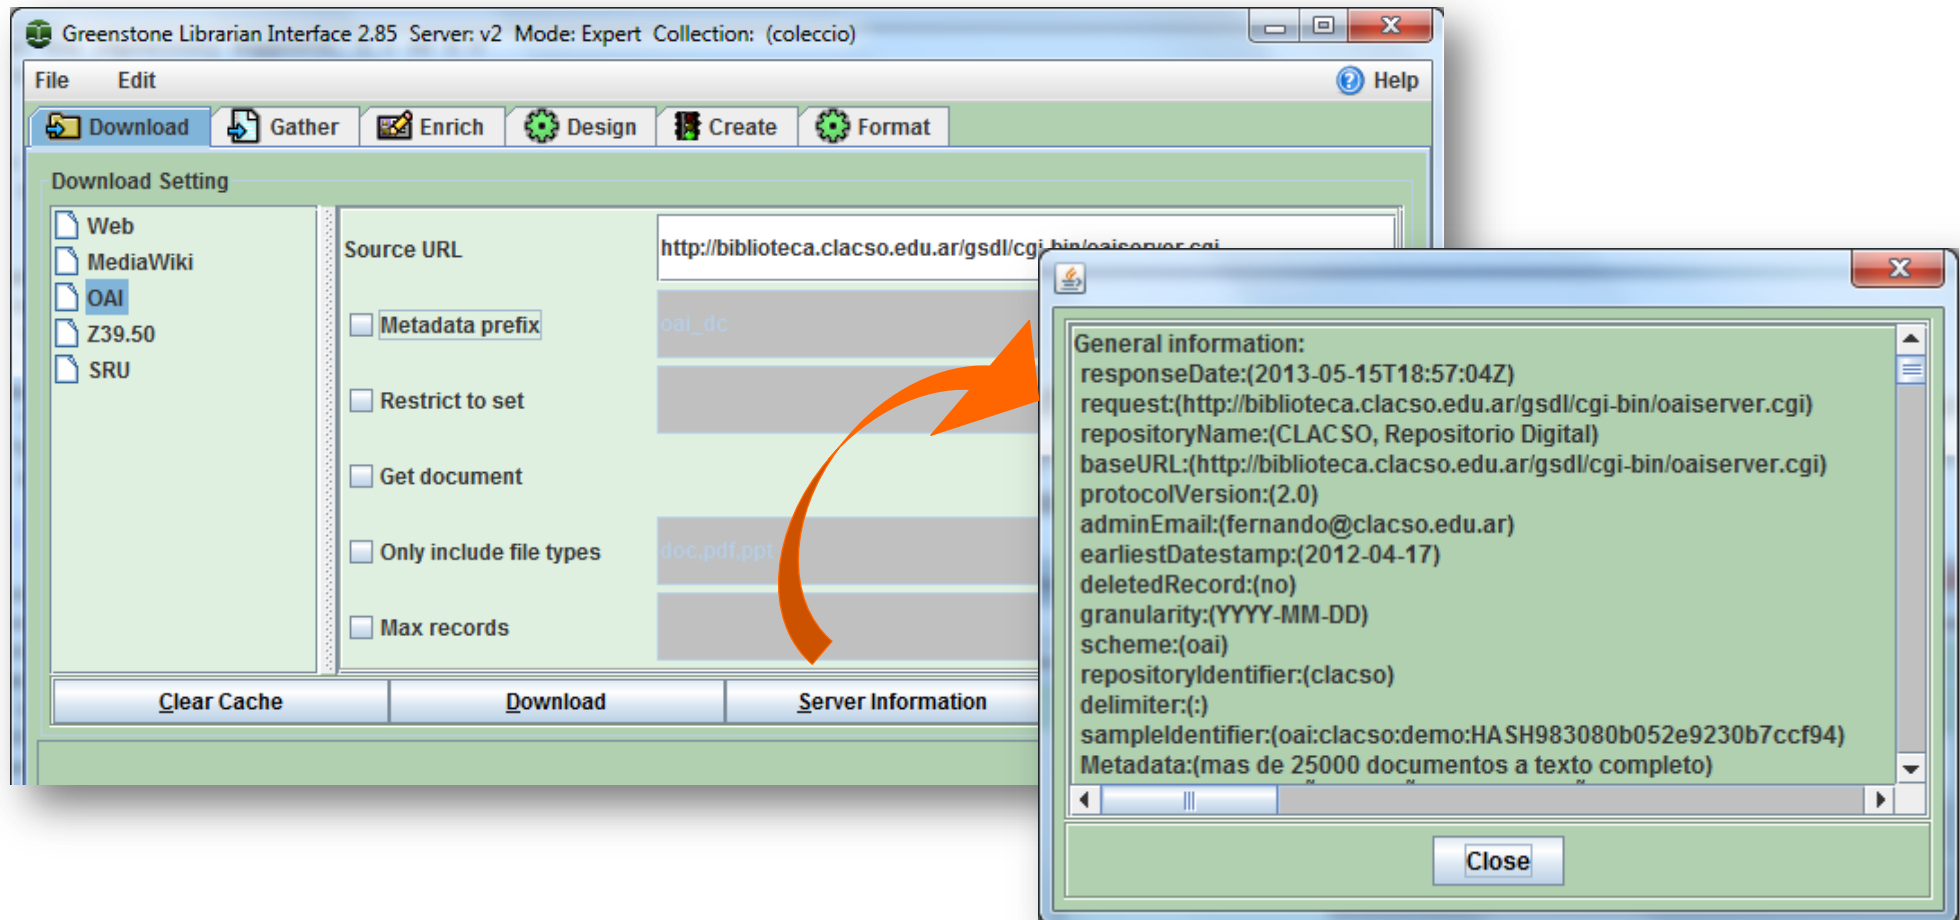 Greenstone Librarian Interface 2.85 Server: v2 Mode: Expert Collection: (coleccio)
File Edit Help
Download Gather Enrich Design Create Format
Download Setting
Web
MediaWiki
OAI
Z39.50
SRU
Source URL http://biblioteca.clacso.edu.ar/gsdl/cgi-bin/oaiserver.cgi
Metadata prefix oai_dc
Restrict to set
Get document
Only include file types doc,pdf,ppt
Max records
Clear Cache Download Server Information
General information:
responseDate:(2013-05-15T18:57:04Z)
request:(http://biblioteca.clacso.edu.ar/gsdl/cgi-bin/oaiserver.cgi)
repositoryName:(CLACSO, Repositorio Digital)
baseURL:(http://biblioteca.clacso.edu.ar/gsdl/cgi-bin/oaiserver.cgi)
protocolVersion:(2.0)
adminEmail:(fernando@clacso.edu.ar)
earliestDatestamp:(2012-04-17)
deletedRecord:(no)
granularity:(YYYY-MM-DD)
scheme:(oai)
repositoryIdentifier:(clacso)
delimiter:(:)
sampleIdentifier:(oai:clacso:demo:HASH983080b052e9230b7ccf94)
Metadata:(mas de 25000 documentos a texto completo)
Close